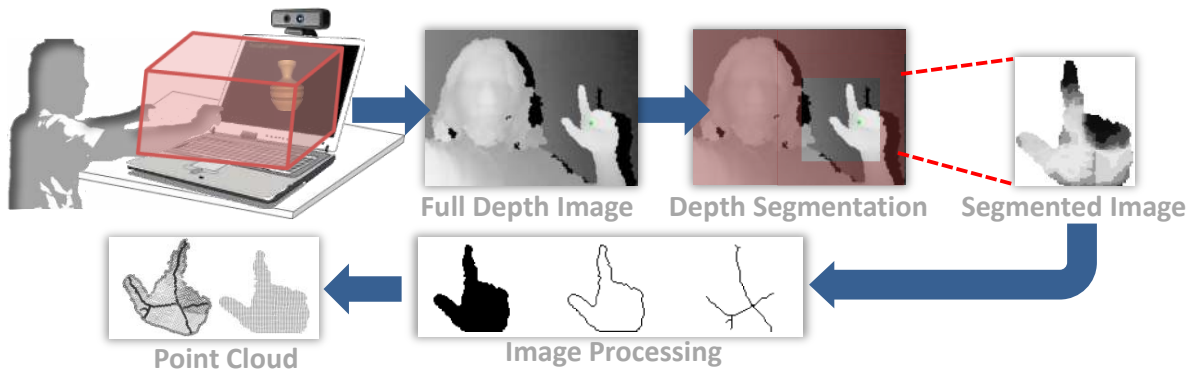 Full Depth Image
Depth Segmentation
Segmented Image
Point Cloud
Image Processing